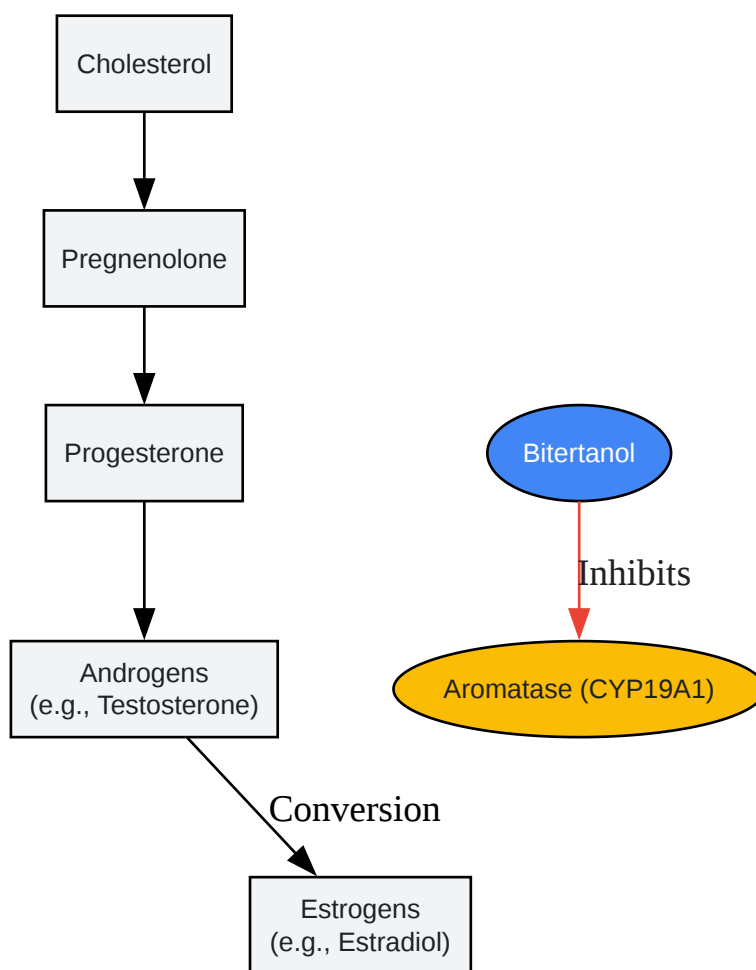 Cholesterol
Pregnenolone
Progesterone
Bitertanol
Inhibits
Androgens
(e.g., Testosterone)
Aromatase (CYP19A1)
Conversion
Estrogens
(e.g., Estradiol)